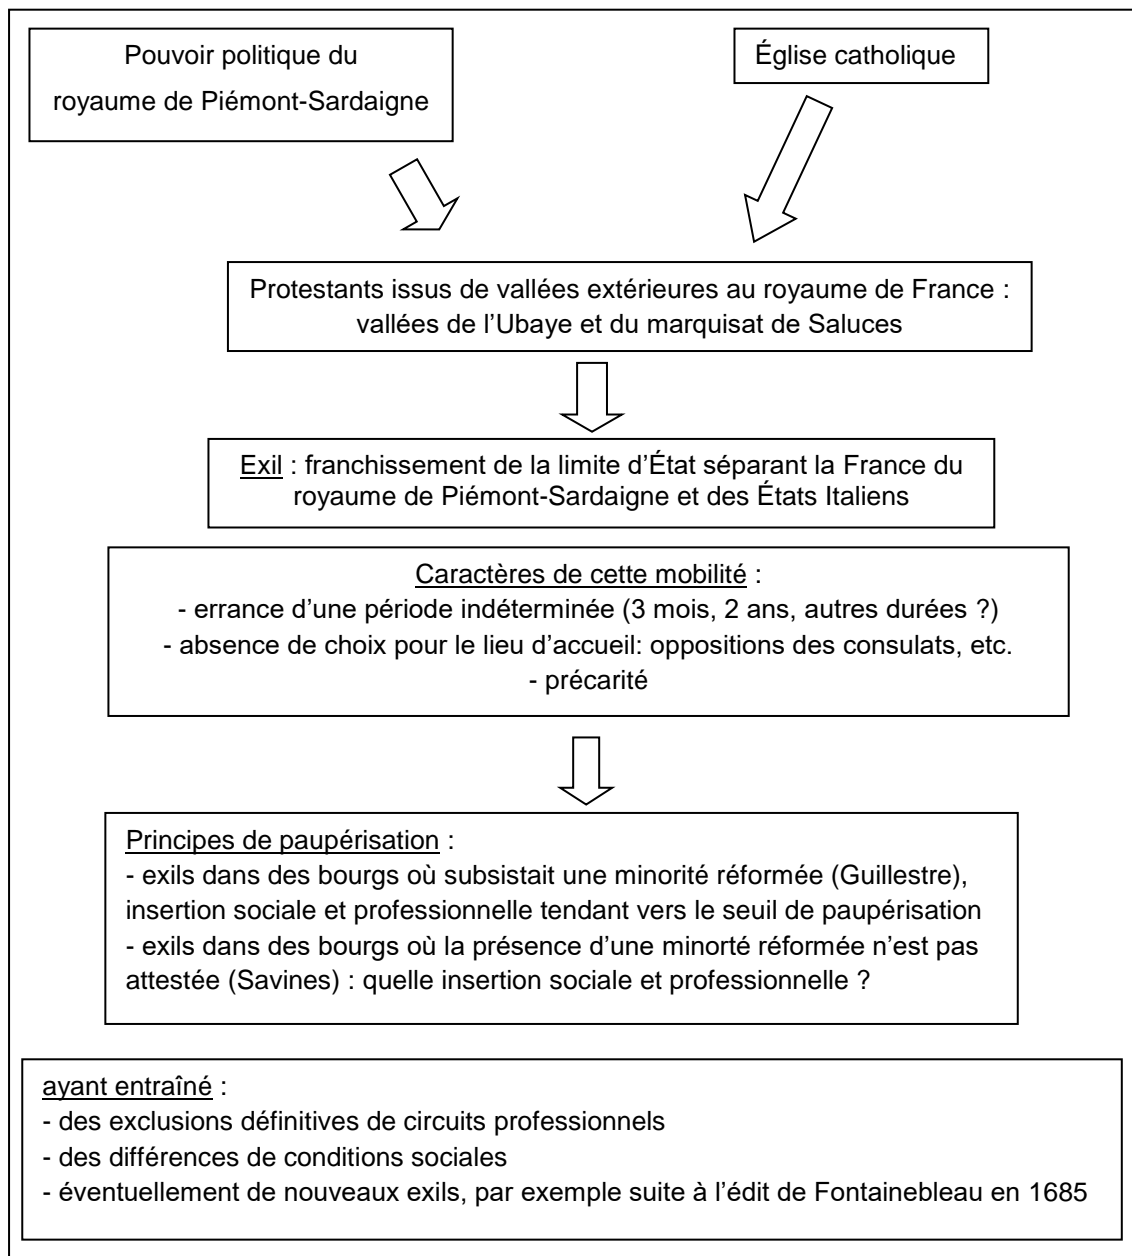 Pouvoir politique du
royaume de Piémont-Sardaigne
Église catholique
Protestants issus de vallées extérieures au royaume de France :
vallées de l’Ubaye et du marquisat de Saluces
Exil : franchissement de la limite d’État séparant la France du
royaume de Piémont-Sardaigne et des États Italiens
Caractères de cette mobilité :
- errance d’une période indéterminée (3 mois, 2 ans, autres durées ?)
- absence de choix pour le lieu d’accueil: oppositions des consulats, etc.
- précarité
Principes de paupérisation :
- exils dans des bourgs où subsistait une minorité réformée (Guillestre),
insertion sociale et professionnelle tendant vers le seuil de paupérisation
- exils dans des bourgs où la présence d’une minorté réformée n’est pas
attestée (Savines) : quelle insertion sociale et professionnelle ?
ayant entraîné :
- des exclusions définitives de circuits professionnels
- des différences de conditions sociales
- éventuellement de nouveaux exils, par exemple suite à l’édit de Fontainebleau en 1685